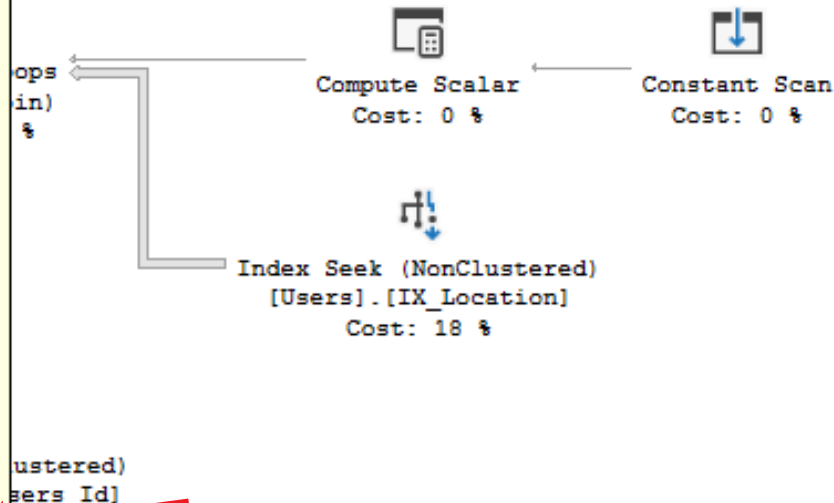 ops
in)
%
Compute Scalar
Cost: 0 %
Constant Scan
Cost: 0 %
Index Seek (NonClustered)
[Users].[IX_Location]
Cost: 18 %
ustered)
sers Id]